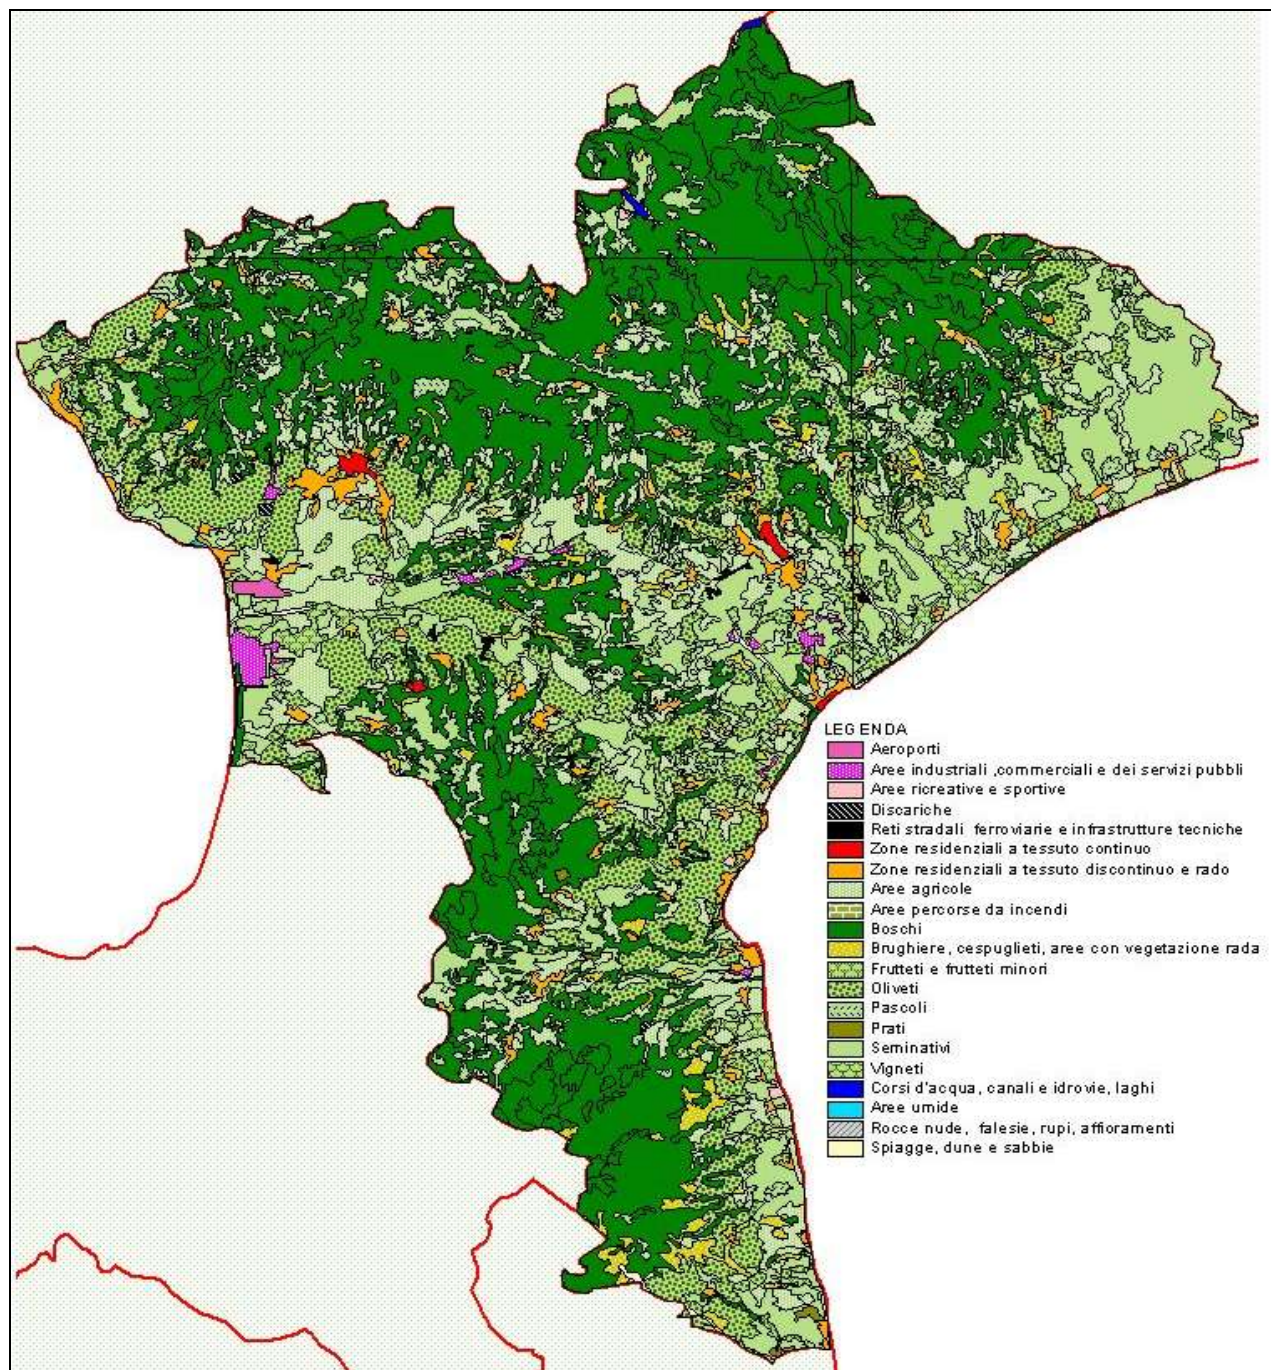 LEGENDA
Aeroporti
Aree industriali ,commerciali e dei servizi pubbli
Aree ricreative e sportive
Discariche
Reti stradali ferroviarie e infrastrutture tecniche
Zone residenziali a tessuto continuo
Zone residenziali a tessuto discontinuo e rado
Aree agricole
Aree percorse da incendi
Boschi
Brughiere, cespuglieti, aree con vegetazione rada
Frutteti e frutteti minori
Oliveti
Pascoli
Prati
Seminativi
Vigneti
Corsi d'acqua, canali e idrovie, laghi
Aree umide
Rocce nude, falesie, rupi, affioramenti
Spiagge, dune e sabbie